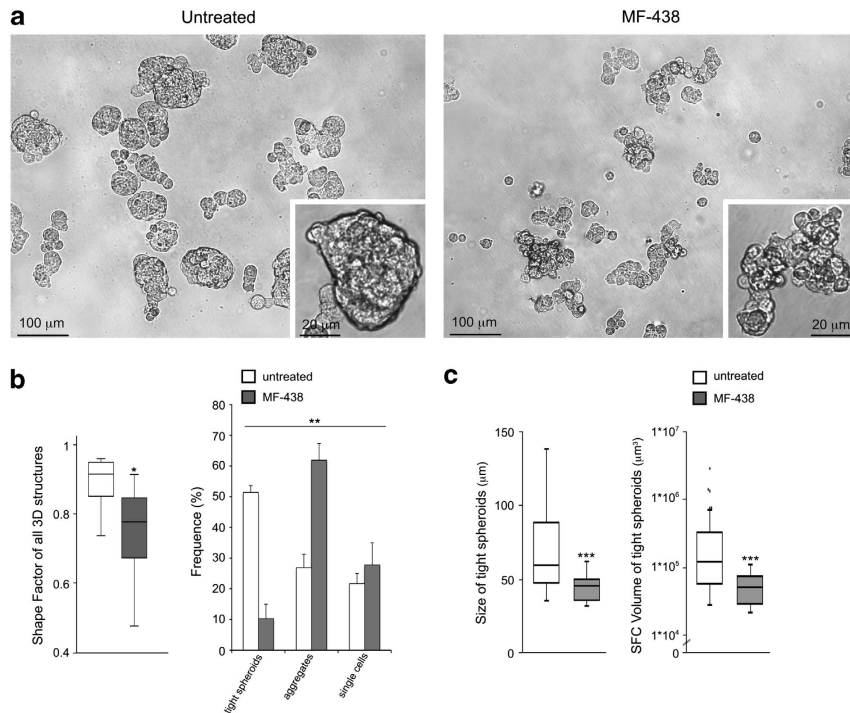 a
Untreated
MF-438
100 μm
20 μm
100 μm
20 μm
b
untreated
MF-438
Shape Factor of all 3D structures
1
0.8
0.6
0.4
*
Frequence (%)
80
70
60
50
40
30
20
10
0
**
tight spheroids
aggregates
single cells
c
untreated
MF-438
Size of tight spheroids (μm)
150
100
50
0
***
SFC Volume of tight spheroids (μm³)
1*10⁷
1*10⁶
1*10⁵
1*10⁴
0
***